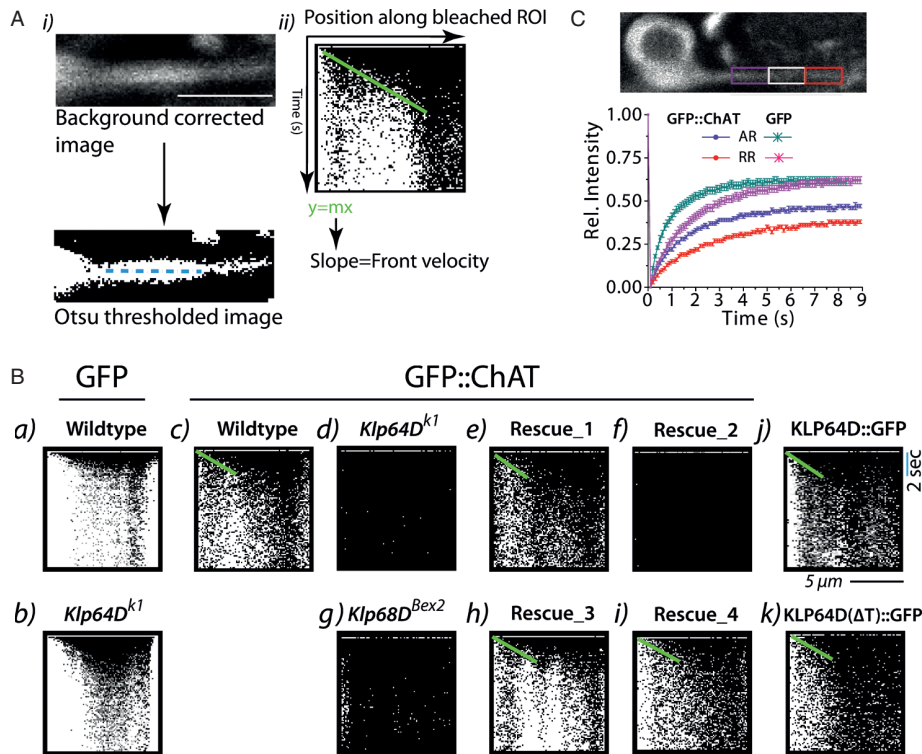 A
i)
Background corrected
image
Otsu thresholded image
ii)
Position along bleached ROI
Time (s)
y=mx
Slope=Front velocity
C
1.00
0.75
0.50
0.25
0.00
Rel. Intensity
GFP::ChAT GFP
AR
RR
0 1 2 3 4 5 6 7 8 9
Time (s)
B
GFP
GFP::ChAT
a) Wildtype
c) Wildtype
d) Klp64D^k1
e) Rescue_1
f) Rescue_2
j) KLP64D::GFP
2 sec
5 µm
b) Klp64D^k1
g) Klp68D^Bex2
h) Rescue_3
i) Rescue_4
k) KLP64D(ΔT)::GFP